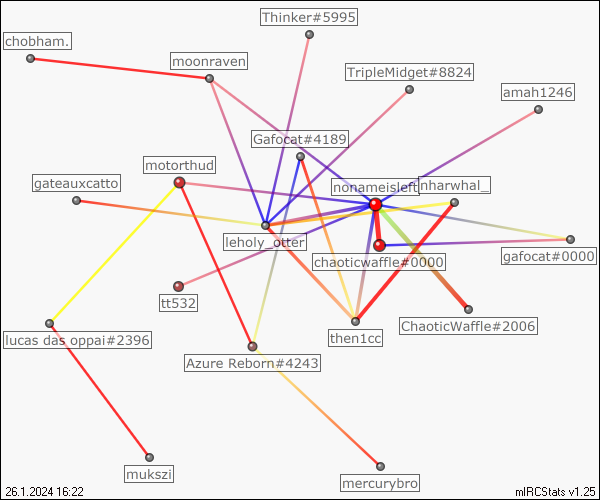 Thinker#5995
chobham.
moonraven
TripleMidget#8824
amah1246
Gafocat#4189
motorthud
gateauxcatto
nonameisleft
nharwhal_
leholy_otter
chaoticwaffle#0000
gafocat#0000
tt532
ChaoticWaffle#2006
then1cc
lucas das oppai#2396
Azure Reborn#4243
mukszi
mercurybro
26.1.2024 16:22
mIRCStats v1.25